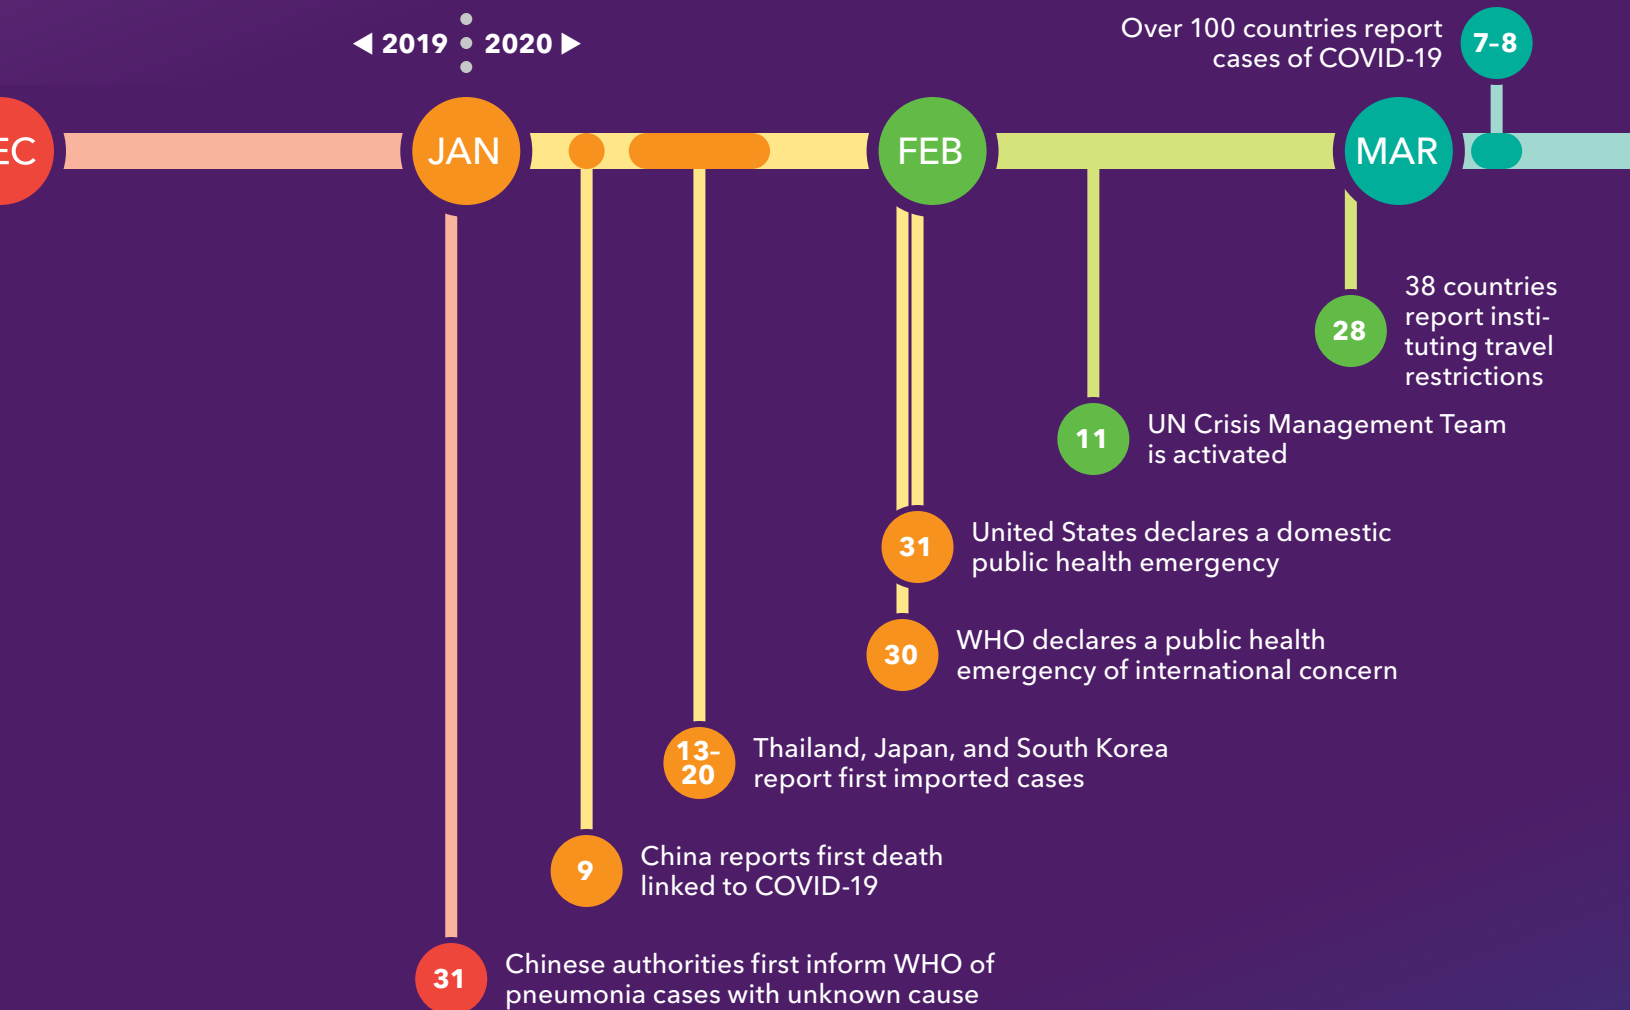 ◀ 2019
2020 ▶
Over 100 countries report
cases of COVID-19
7–8
EC
JAN
FEB
MAR
28
38 countries
report insti-
tuting travel
restrictions
11
UN Crisis Management Team
is activated
31
United States declares a domestic
public health emergency
30
WHO declares a public health
emergency of international concern
13–
20
Thailand, Japan, and South Korea
report first imported cases
9
China reports first death
linked to COVID-19
31
Chinese authorities first inform WHO of
pneumonia cases with unknown cause